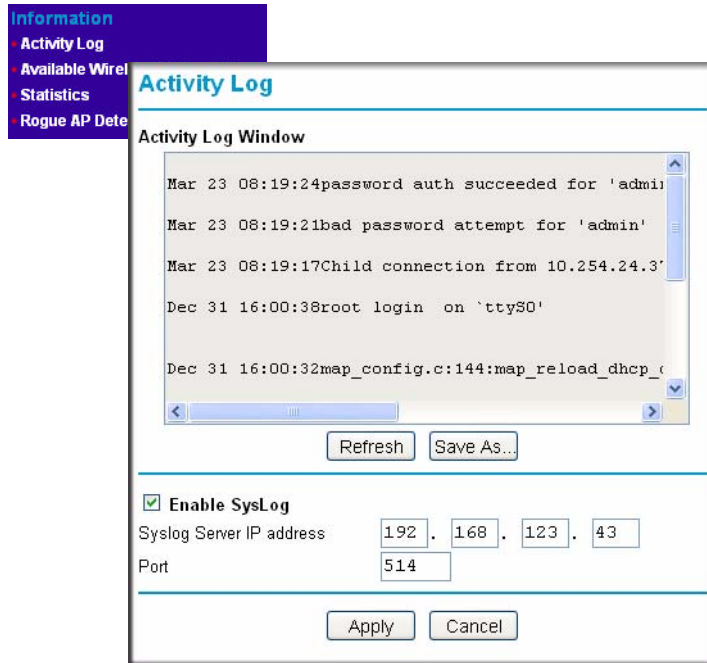 Information
Activity Log
Available Wirel
Statistics
Rogue AP Dete
Activity Log
Activity Log Window
Mar 23 08:19:24password auth succeeded for 'admi
Mar 23 08:19:21bad password attempt for 'admin'
Mar 23 08:19:17Child connection from 10.254.24.3
Dec 31 16:00:38root login  on `ttyS0'
Dec 31 16:00:32map_config.c:144:map_reload_dhcp_
Refresh Save As...
Enable SysLog
Syslog Server IP address 192 . 168 . 123 . 43
Port 514
Apply Cancel